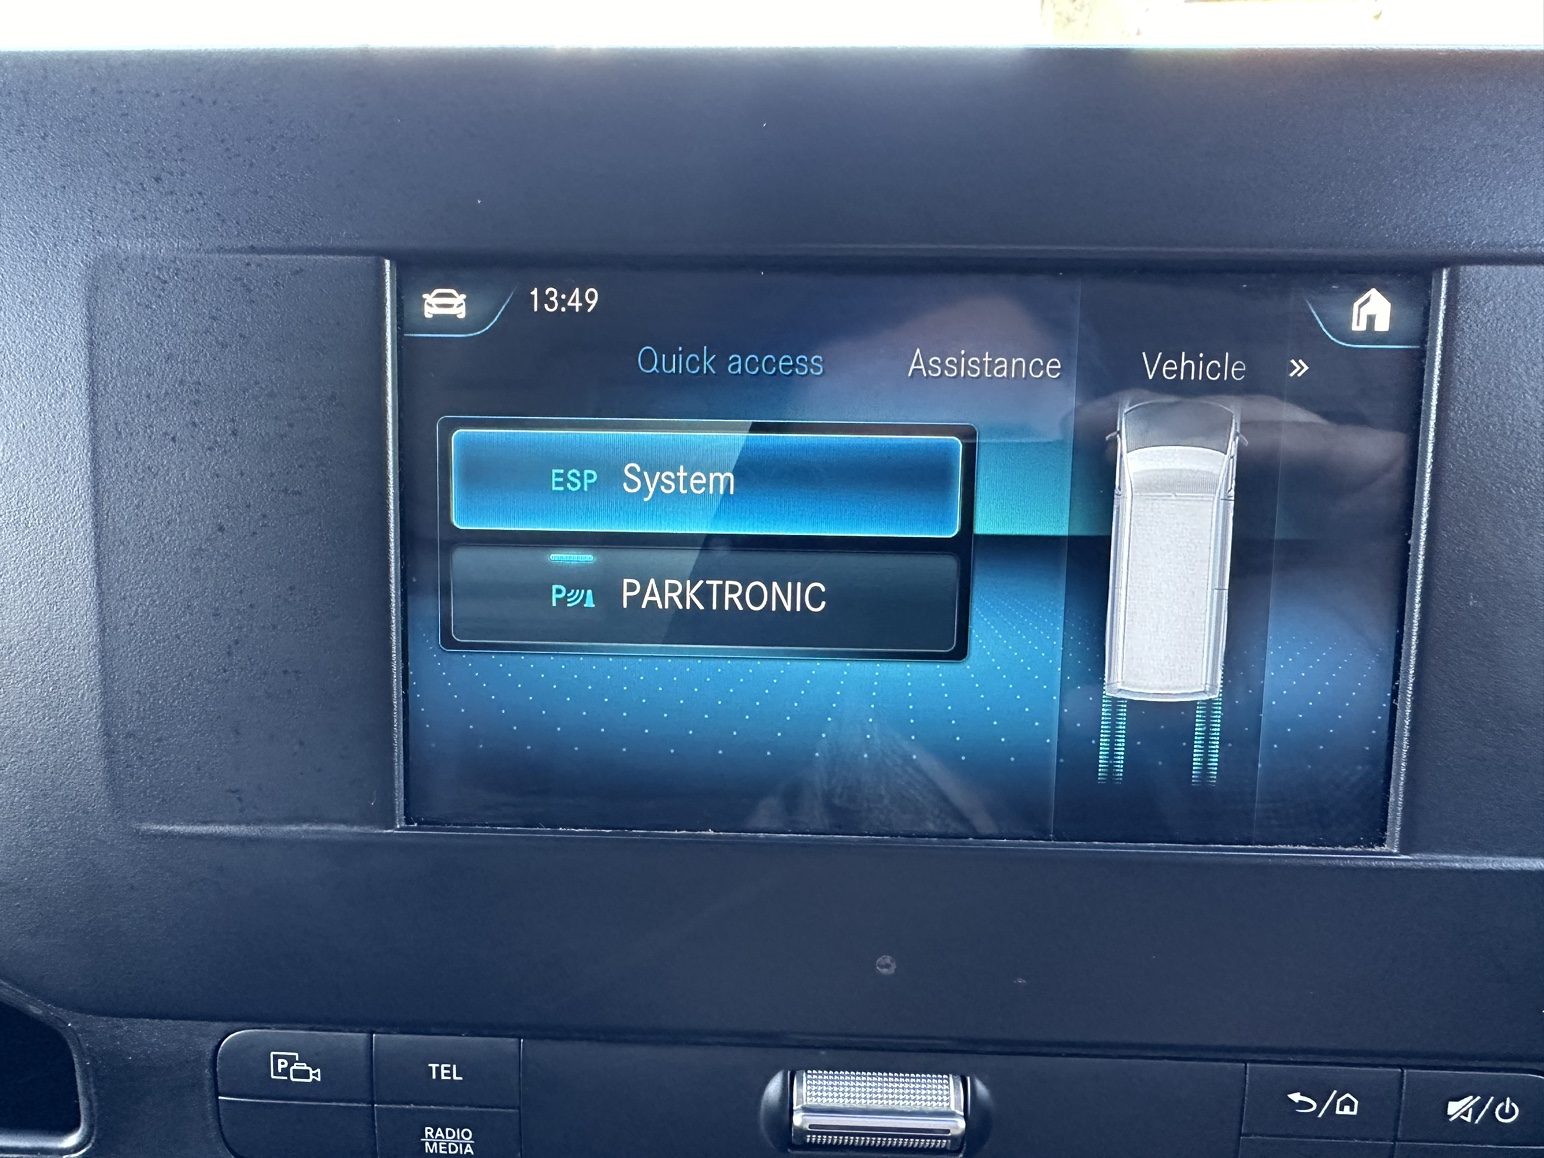 13:49
Quick access Assistance Vehicle »
ESP System
P PARKTRONIC
P TEL
RADIO
MEDIA